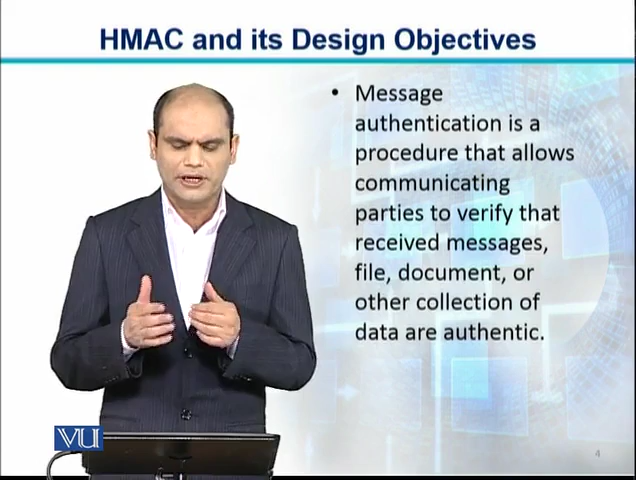 HMAC and its Design Objectives
• Message
authentication is a
procedure that allows
communicating
parties to verify that
received messages,
file, document, or
other collection of
data are authentic.
VU
4